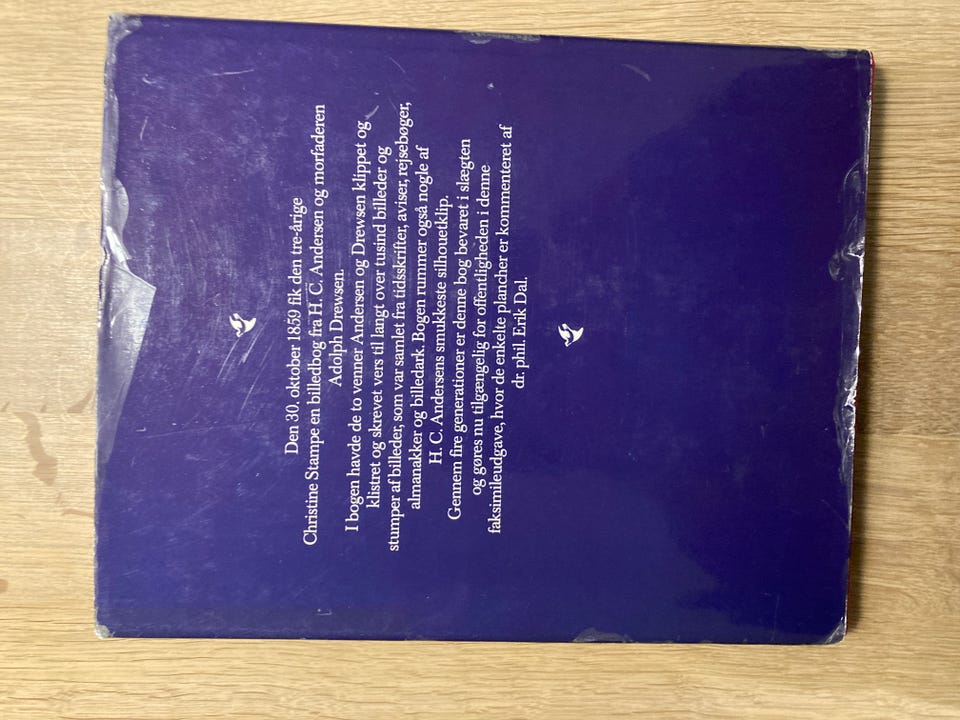 Den 30. oktober 1859 fik den tre-årige
Christine Stampe en billedbog fra H. C. Andersen og morfaderen
Adolph Drewsen.
I bogen havde de to venner Andersen og Drewsen klippet og
klistret og skrevet vers til langt over tusind billeder og
stumper af billeder, som var samlet fra tidsskrifter, aviser, rejsebøger,
almanakker og billedark. Bogen rummer også nogle af
H. C. Andersens smukkeste silhouetklip.
Gennem fire generationer er denne bog bevaret i slægten
og gøres nu tilgængelig for offentligheden i denne
faksimileudgave, hvor de enkelte plancher er kommenteret af
dr. phil. Erik Dal.